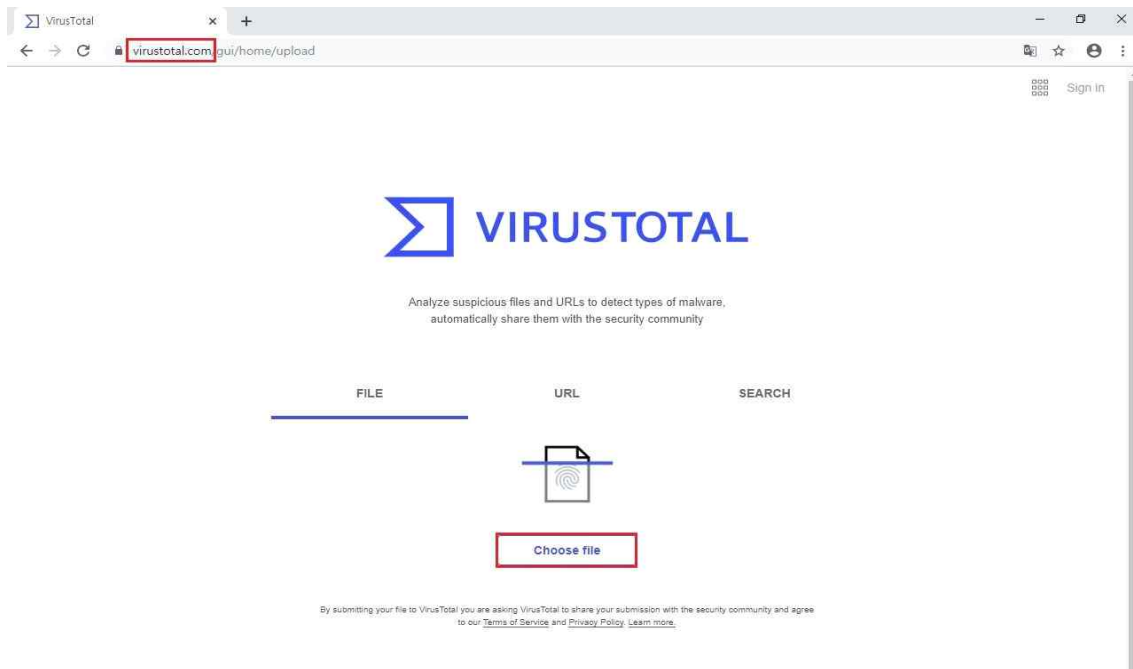 VirusTotal
virustotal.com/gui/home/upload
Sign in
VIRUSTOTAL
Analyze suspicious files and URLs to detect types of malware,
automatically share them with the security community
FILE URL SEARCH
Choose file
By submitting your file to VirusTotal you are asking VirusTotal to share your submission with the security community and agree
to our Terms of Service and Privacy Policy. Learn more.